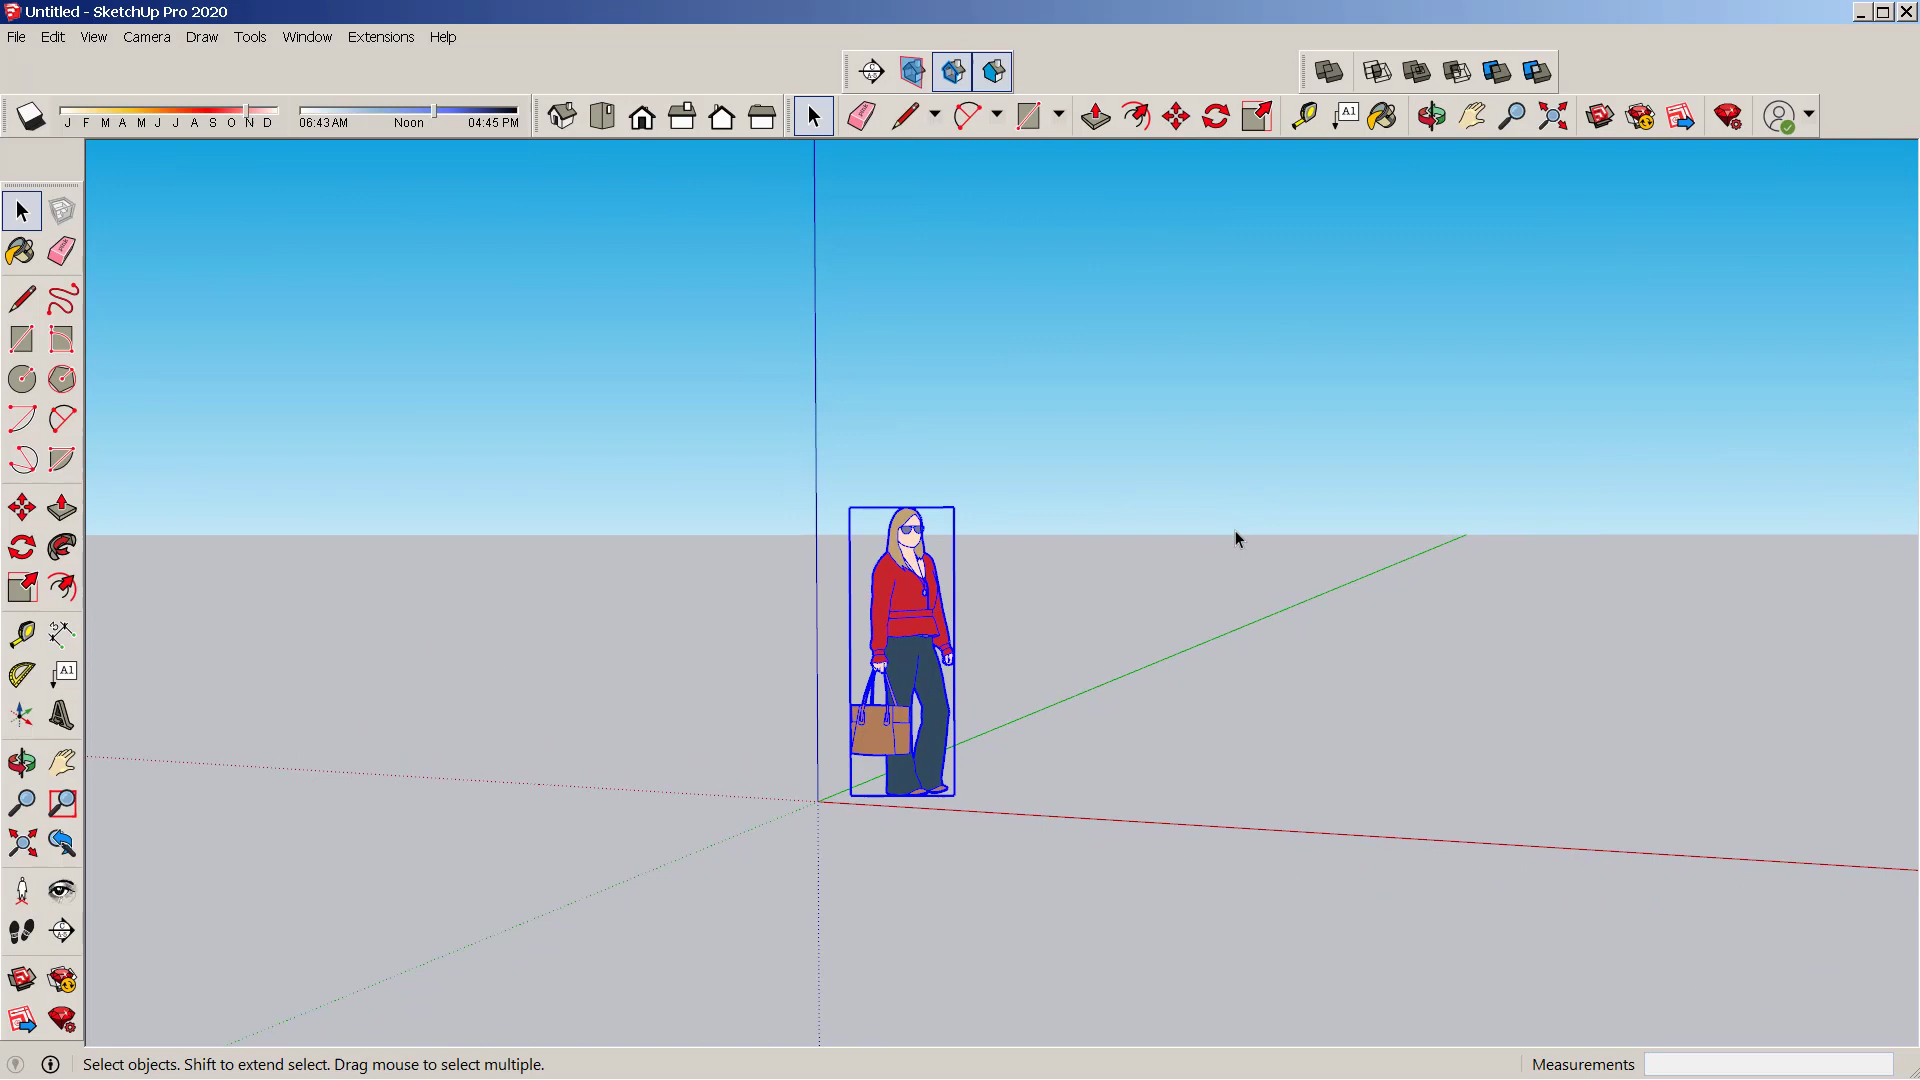 Untitled - SketchUp Pro 2020
File Edit View Camera Draw Tools Window Extensions Help
J F M A M J J A S O N D
06:43 AM Noon 04:45 PM
A1
A1
Select objects. Shift to extend select. Drag mouse to select multiple.
Measurements